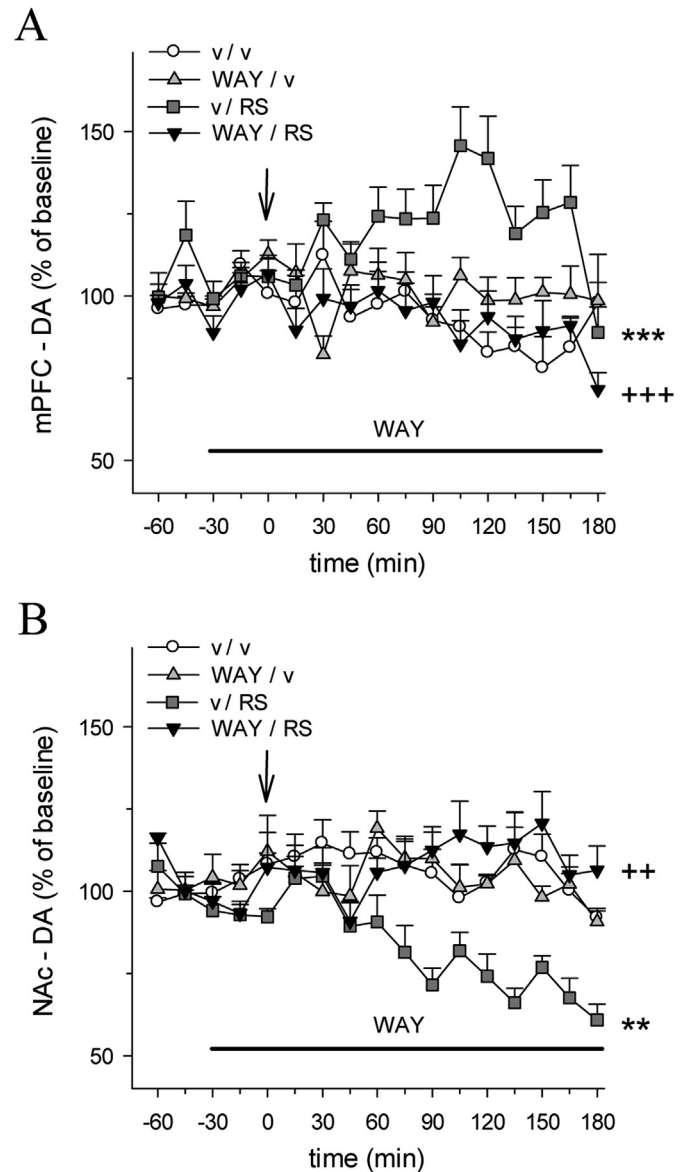 A
v / v
WAY / v
v / RS
WAY / RS
mPFC - DA (% of baseline)
150
100
50
***
+++
WAY
-60 -30 0 30 60 90 120 150 180
time (min)
B
v / v
WAY / v
v / RS
WAY / RS
NAc - DA (% of baseline)
150
100
50
++
**
WAY
-60 -30 0 30 60 90 120 150 180
time (min)